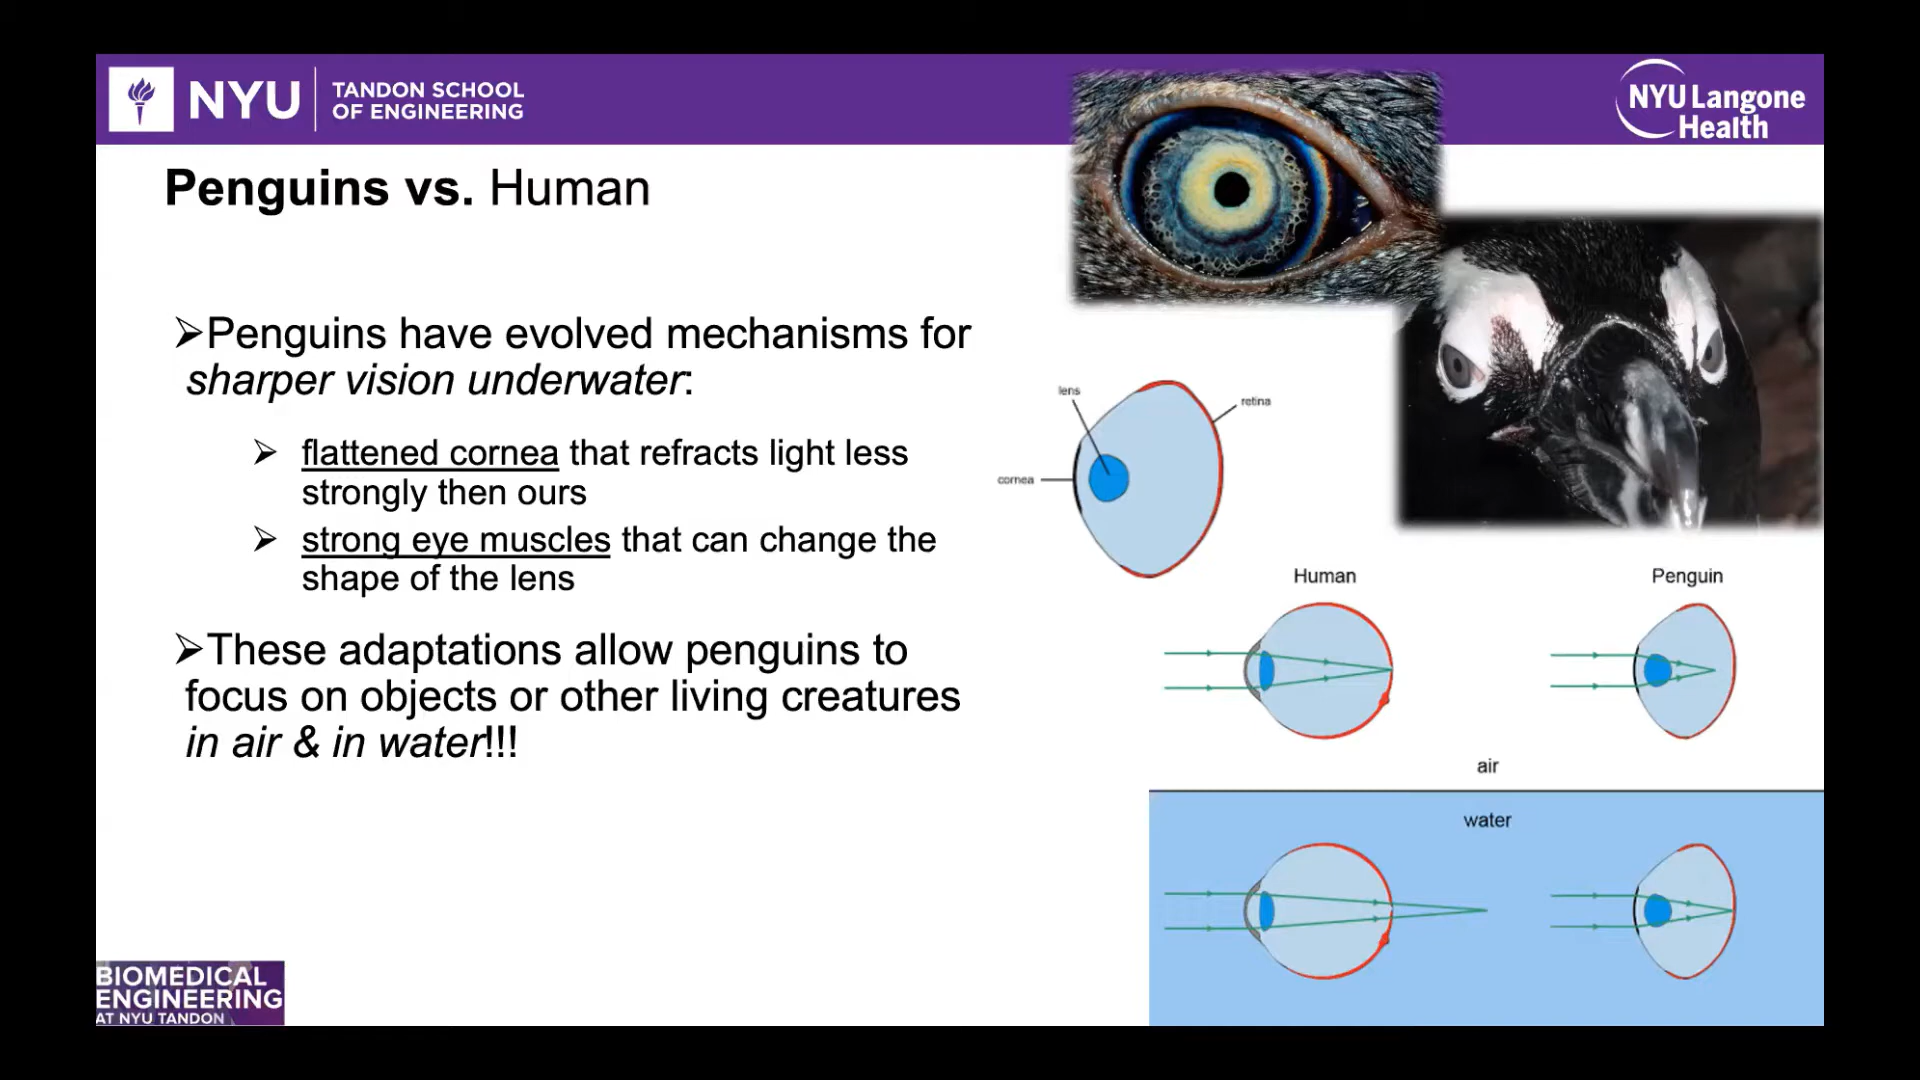 NYU
TANDON SCHOOL
OF ENGINEERING
NYU Langone
Health
Penguins vs. Human
➢Penguins have evolved mechanisms for
sharper vision underwater:
➢ flattened cornea that refracts light less
strongly then ours
➢ strong eye muscles that can change the
shape of the lens
➢These adaptations allow penguins to
focus on objects or other living creatures
in air & in water!!!
lens
retina
cornea
Human
Penguin
air
water
BIOMEDICAL
ENGINEERING
AT NYU TANDON